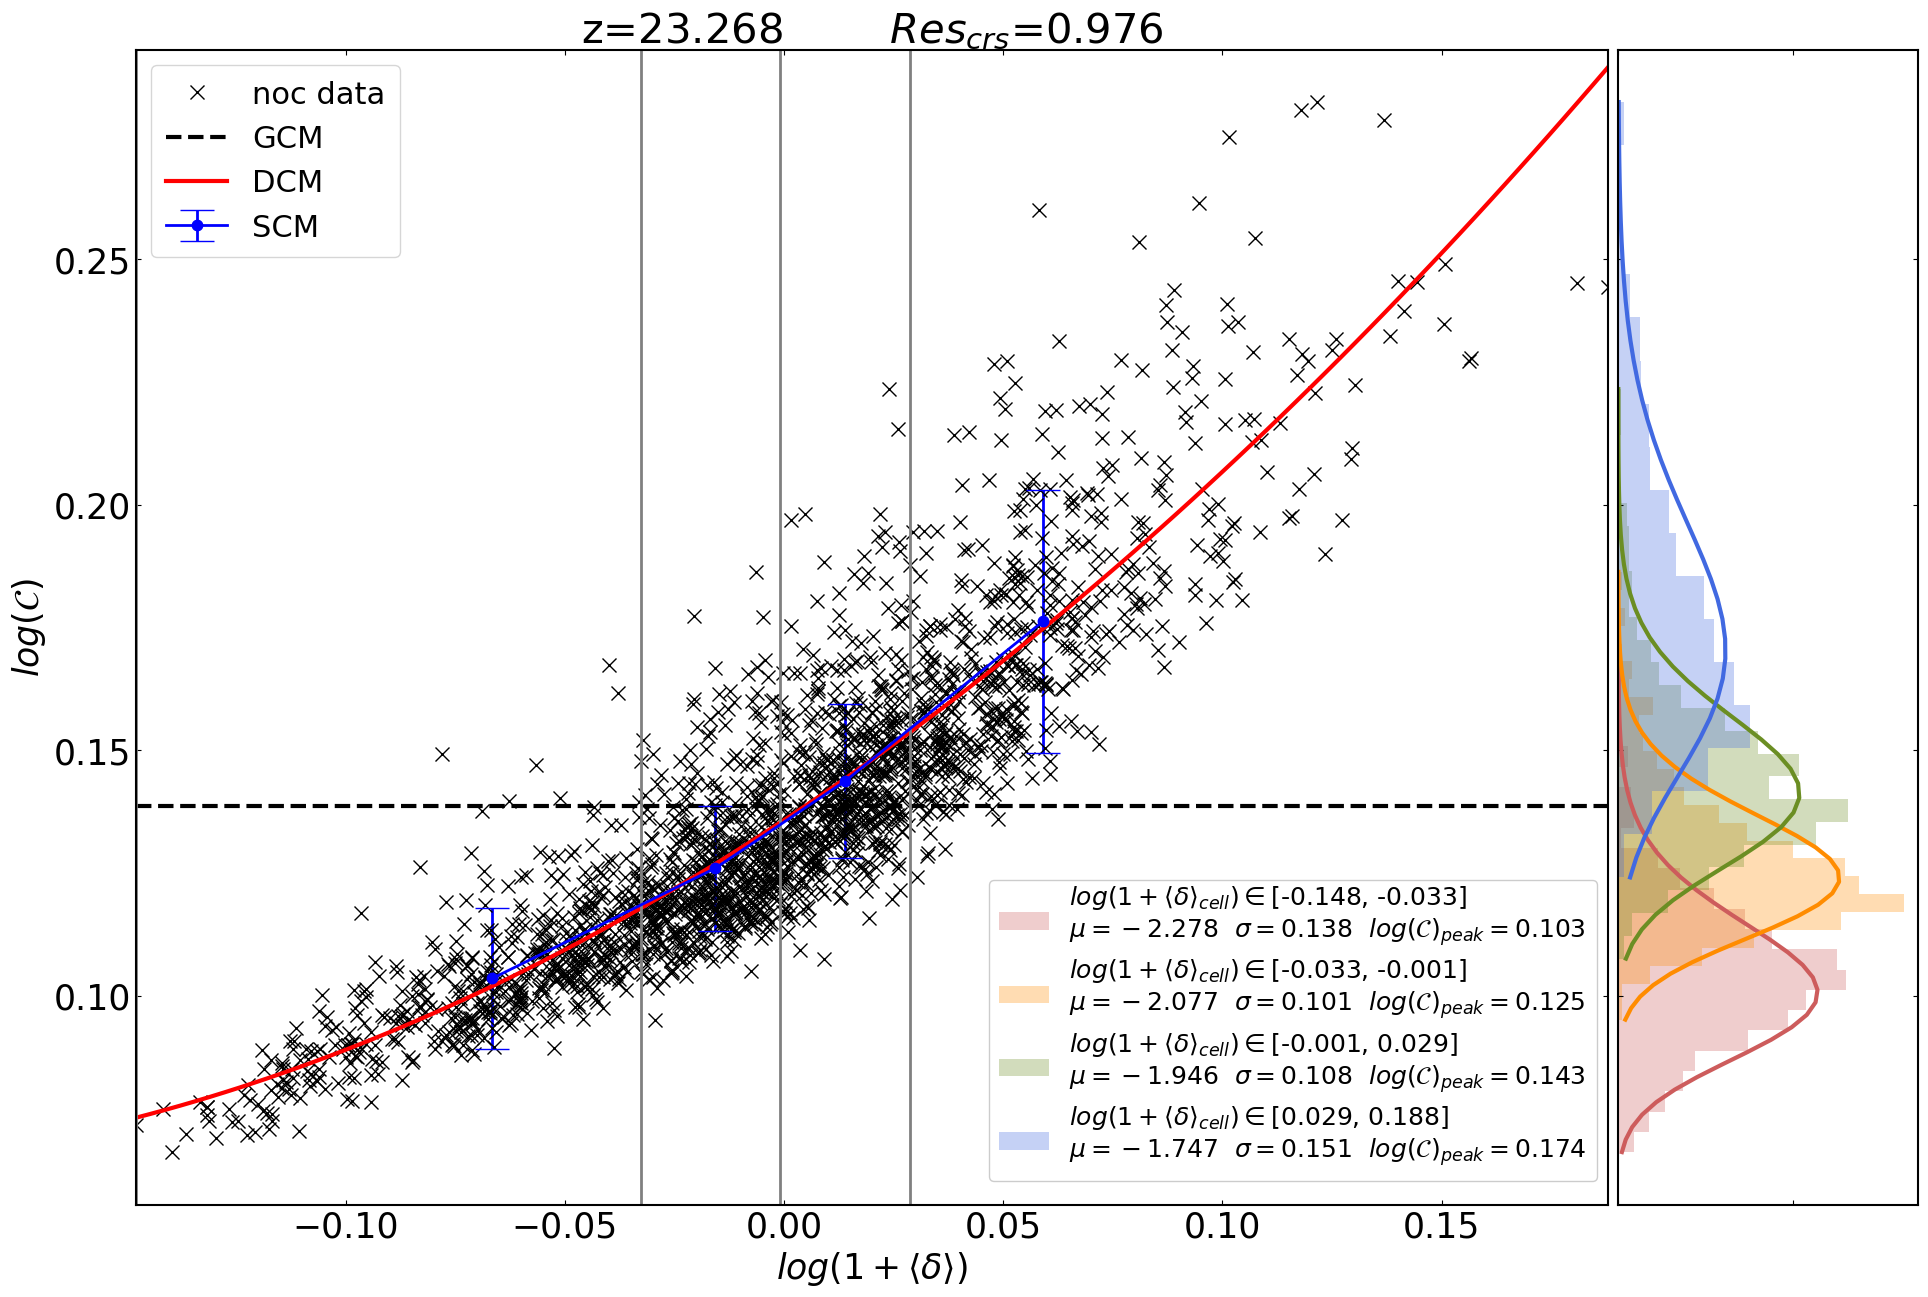 z=23.268 Res_crs=0.976
noc data
GCM
DCM
SCM
0.25
0.20
0.15
0.10
log(𝒞)
log(1 + ⟨δ⟩_cell) ∈ [-0.148, -0.033]
μ = −2.278 σ = 0.138 log(𝒞)_peak = 0.103
log(1 + ⟨δ⟩_cell) ∈ [-0.033, -0.001]
μ = −2.077 σ = 0.101 log(𝒞)_peak = 0.125
log(1 + ⟨δ⟩_cell) ∈ [-0.001, 0.029]
μ = −1.946 σ = 0.108 log(𝒞)_peak = 0.143
log(1 + ⟨δ⟩_cell) ∈ [0.029, 0.188]
μ = −1.747 σ = 0.151 log(𝒞)_peak = 0.174
−0.10 −0.05 0.00 0.05 0.10 0.15
log(1 + ⟨δ⟩)